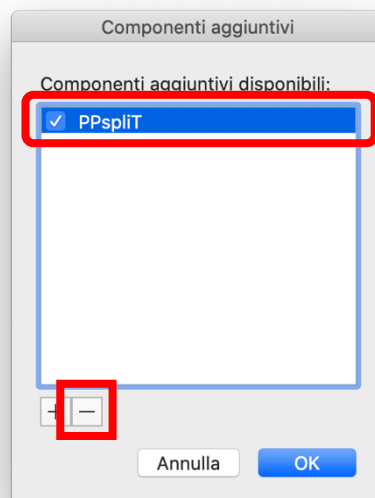 Componenti aggiuntivi
Componenti aggiuntivi disponibili:
PPspliT
+ −
Annulla OK